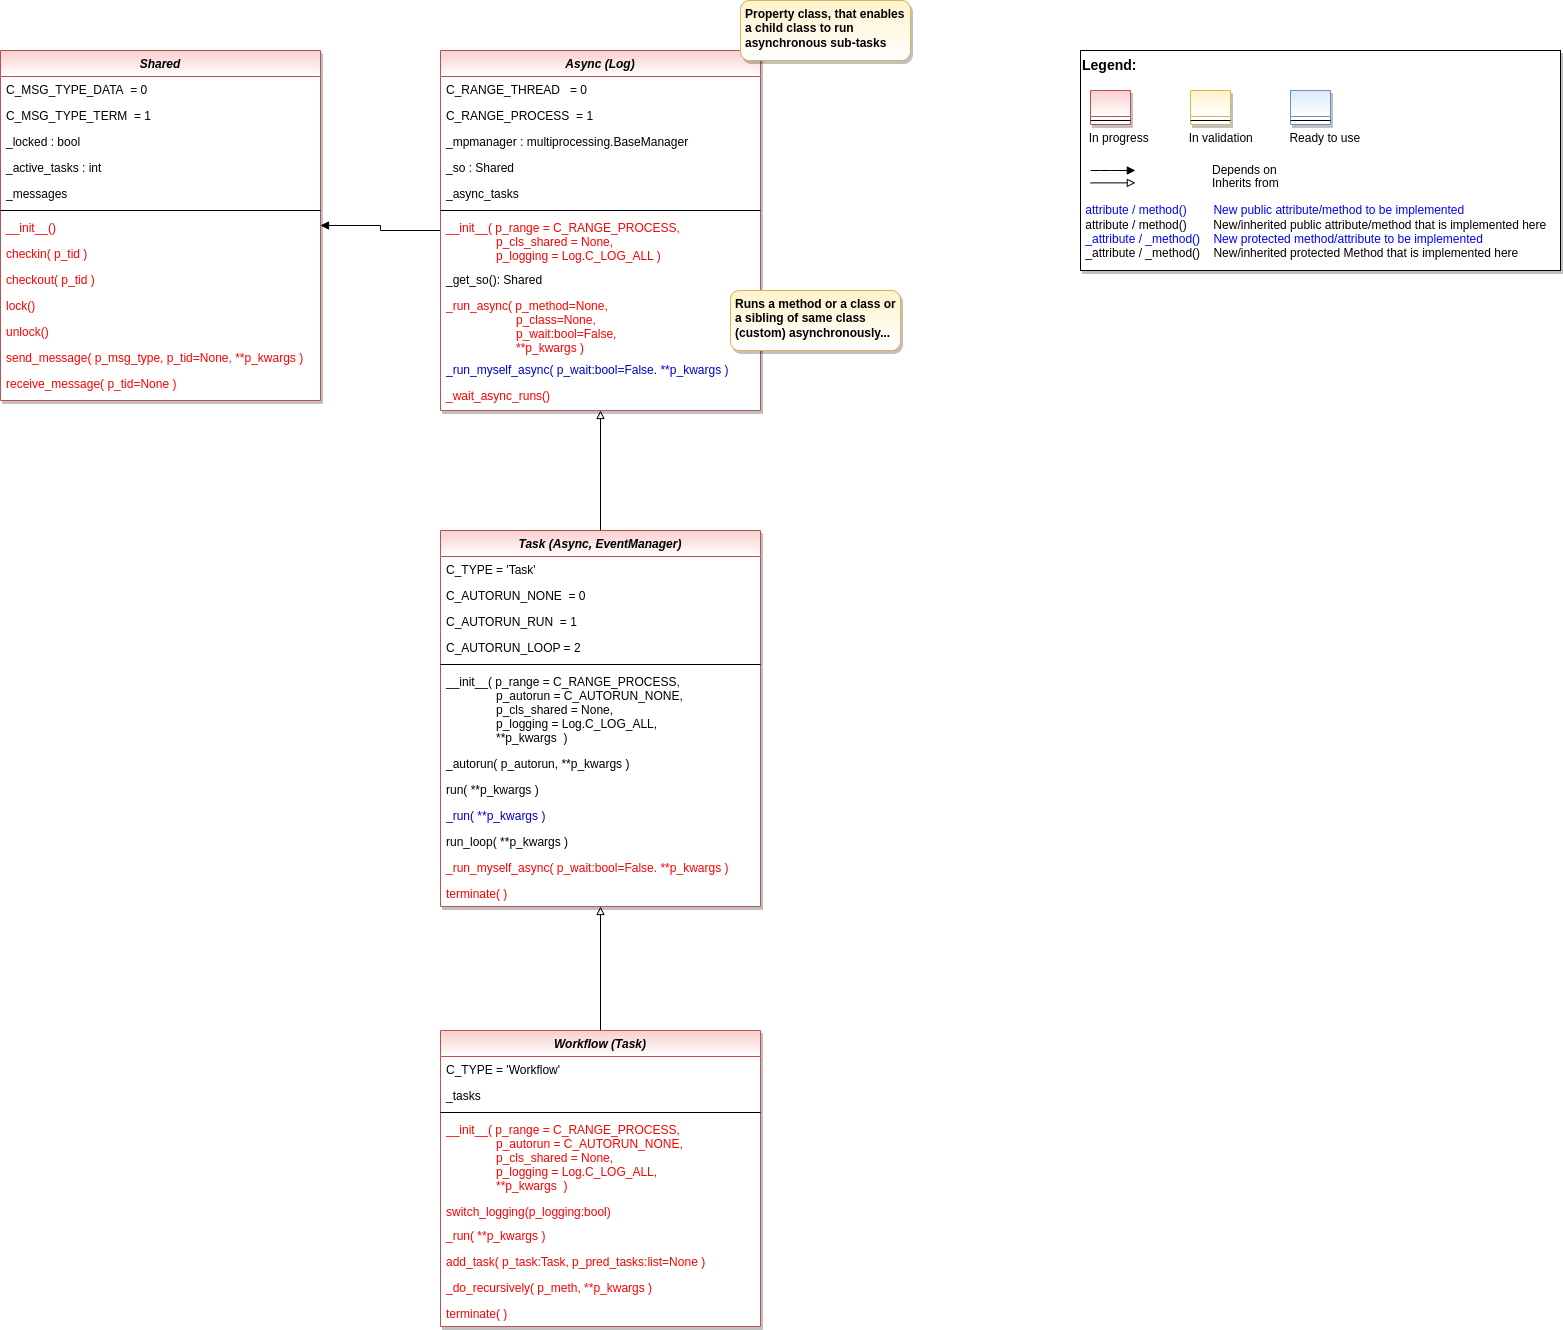 Property class, that enables
a child class to run
asynchronous sub-tasks
Shared
C_MSG_TYPE_DATA  = 0
C_MSG_TYPE_TERM  = 1
_locked : bool
_active_tasks : int
_messages
__init__()
checkin( p_tid )
checkout( p_tid )
lock()
unlock()
send_message( p_msg_type, p_tid=None, **p_kwargs )
receive_message( p_tid=None )
Async (Log)
C_RANGE_THREAD   = 0
C_RANGE_PROCESS  = 1
_mpmanager : multiprocessing.BaseManager
_so : Shared
_async_tasks
__init__( p_range = C_RANGE_PROCESS,
p_cls_shared = None,
p_logging = Log.C_LOG_ALL )
_get_so(): Shared
_run_async( p_method=None,
p_class=None,
p_wait:bool=False,
**p_kwargs )
_run_myself_async( p_wait:bool=False. **p_kwargs )
_wait_async_runs()
Runs a method or a class or
a sibling of same class
(custom) asynchronously...
Legend:
In progress
In validation
Ready to use
Depends on
Inherits from
attribute / method() New public attribute/method to be implemented
attribute / method() New/inherited public attribute/method that is implemented here
_attribute / _method() New protected method/attribute to be implemented
_attribute / _method() New/inherited protected Method that is implemented here
Task (Async, EventManager)
C_TYPE = 'Task'
C_AUTORUN_NONE  = 0
C_AUTORUN_RUN  = 1
C_AUTORUN_LOOP = 2
__init__( p_range = C_RANGE_PROCESS,
p_autorun = C_AUTORUN_NONE,
p_cls_shared = None,
p_logging = Log.C_LOG_ALL,
**p_kwargs  )
_autorun( p_autorun, **p_kwargs )
run( **p_kwargs )
_run( **p_kwargs )
run_loop( **p_kwargs )
_run_myself_async( p_wait:bool=False. **p_kwargs )
terminate( )
Workflow (Task)
C_TYPE = 'Workflow'
_tasks
__init__( p_range = C_RANGE_PROCESS,
p_autorun = C_AUTORUN_NONE,
p_cls_shared = None,
p_logging = Log.C_LOG_ALL,
**p_kwargs  )
switch_logging(p_logging:bool)
_run( **p_kwargs )
add_task( p_task:Task, p_pred_tasks:list=None )
_do_recursively( p_meth, **p_kwargs )
terminate( )